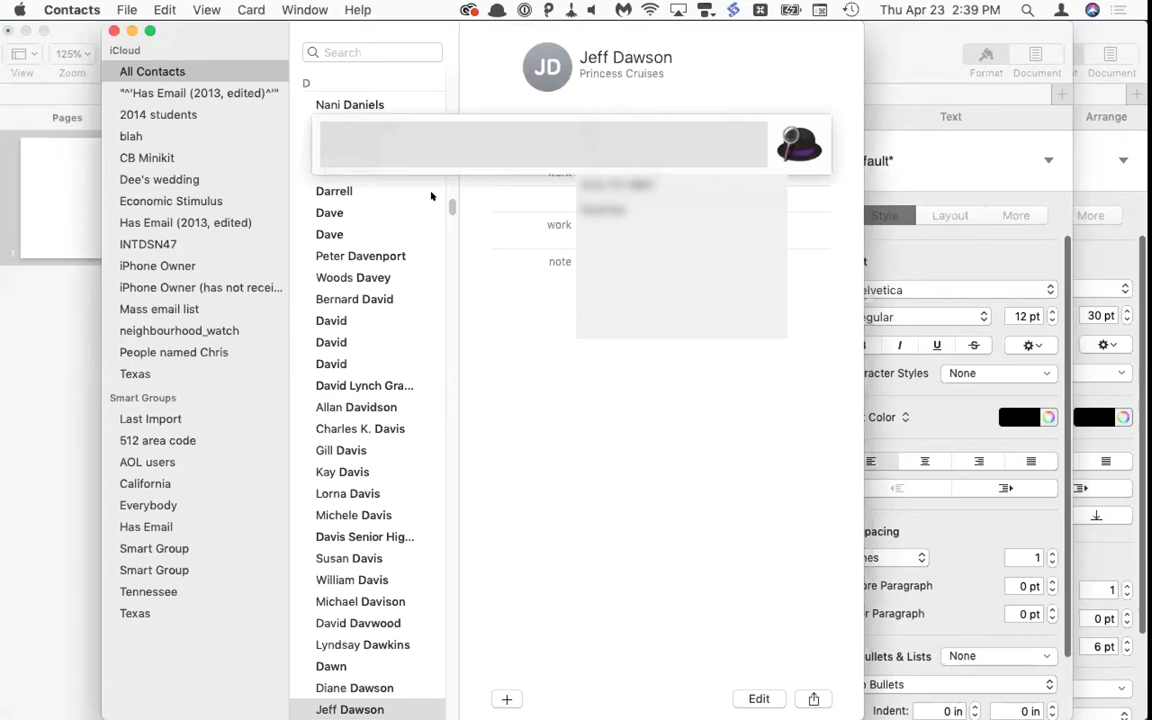 Contacts File Edit View Card Window Help Thu Apr 23 2:39 PM
125%
View Zoom
Pages
1
iCloud
All Contacts
"^'Has Email (2013, edited)^'"
2014 students
blah
CB Minikit
Dee's wedding
Economic Stimulus
Has Email (2013, edited)
INTDSN47
iPhone Owner
iPhone Owner (has not recei...
Mass email list
neighbourhood_watch
People named Chris
Texas
Smart Groups
Last Import
512 area code
AOL users
California
Everybody
Has Email
Smart Group
Smart Group
Tennessee
Texas
Search
D
Nani Daniels
Darrell
Dave
Dave
Peter Davenport
Woods Davey
Bernard David
David
David
David
David Lynch Gra...
Allan Davidson
Charles K. Davis
Gill Davis
Kay Davis
Lorna Davis
Michele Davis
Davis Senior Hig...
Susan Davis
William Davis
Michael Davison
David Davwood
Lyndsay Dawkins
Dawn
Diane Dawson
Jeff Dawson
JD
Jeff Dawson
Princess Cruises
work
note
Edit
Format Document
Text
fault*
Style Layout More
elvetica
egular 12 pt
I U S
racter Styles None
t Color
pacing
nes 1
ore Paragraph 0 pt
r Paragraph 0 pt
ullets & Lists None
o Bullets
Indent: 0 in 0 in
Document
Arrange
More
30 pt
1
0 pt
6 pt